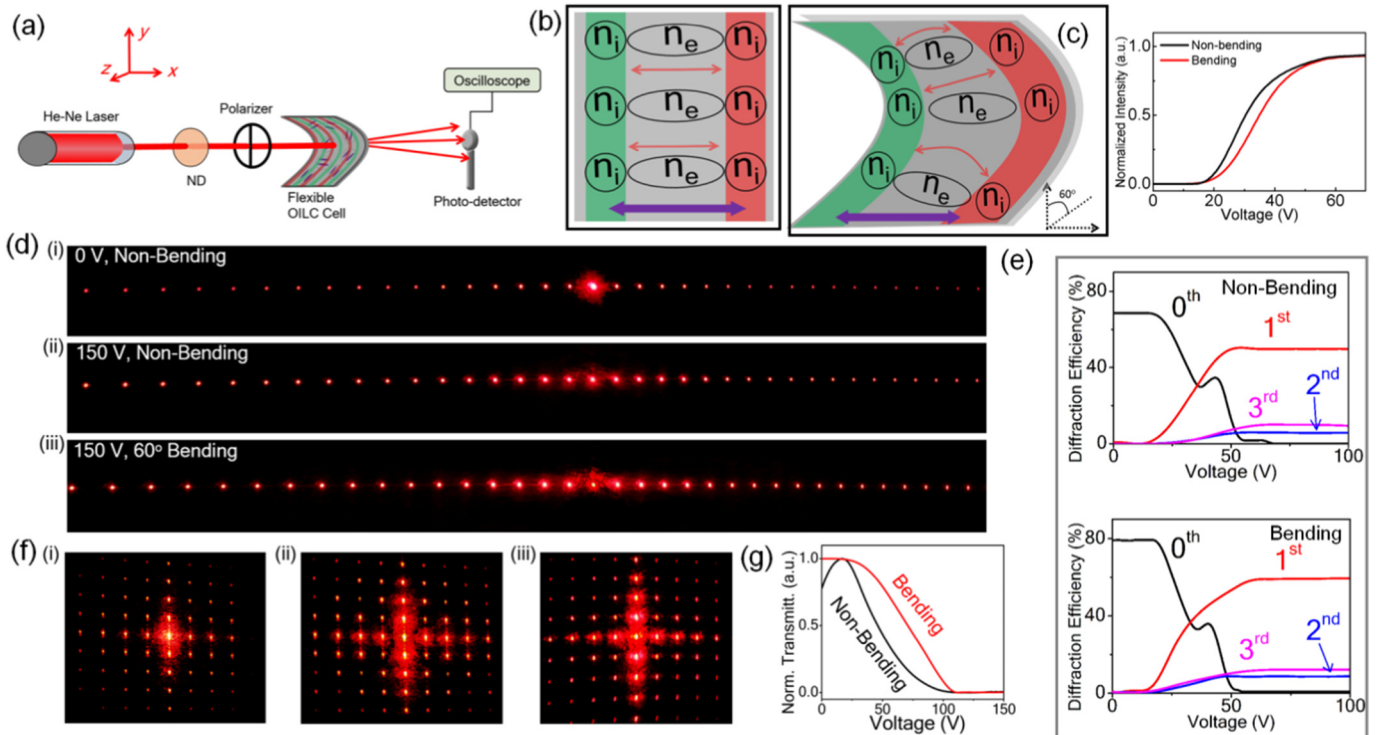 (a)
y
z
x
He-Ne Laser
ND
Polarizer
Flexible
OILC Cell
Oscilloscope
Photo-detector
(b)
ni ne ni
ni ne ni
ni ne ni
ni ne ni
ni ne ni
ni ne ni
60°
(c)
Normalized Intensity (a.u.)
1.0
0.5
0.0
Non-bending
Bending
0 20 40 60
Voltage (V)
(d)
(i)
0 V, Non-Bending
(ii)
150 V, Non-Bending
(iii)
150 V, 60° Bending
(e)
Diffraction Efficiency (%)
80
40
0
Non-Bending
0th
1st
2nd
3rd
0 50 100
Voltage (V)
Diffraction Efficiency (%)
80
40
0
Bending
0th
1st
2nd
3rd
0 50 100
Voltage (V)
(f)
(i)
(ii)
(iii)
(g)
Norm. Transmitt. (a.u.)
1.0
0.5
0.0
Bending
Non-Bending
0 50 100 150
Voltage (V)